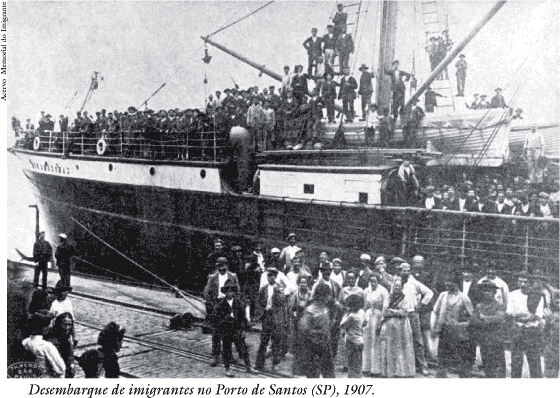 Acervo Memorial do Imigrante
Desembarque de imigrantes no Porto de Santos (SP), 1907.